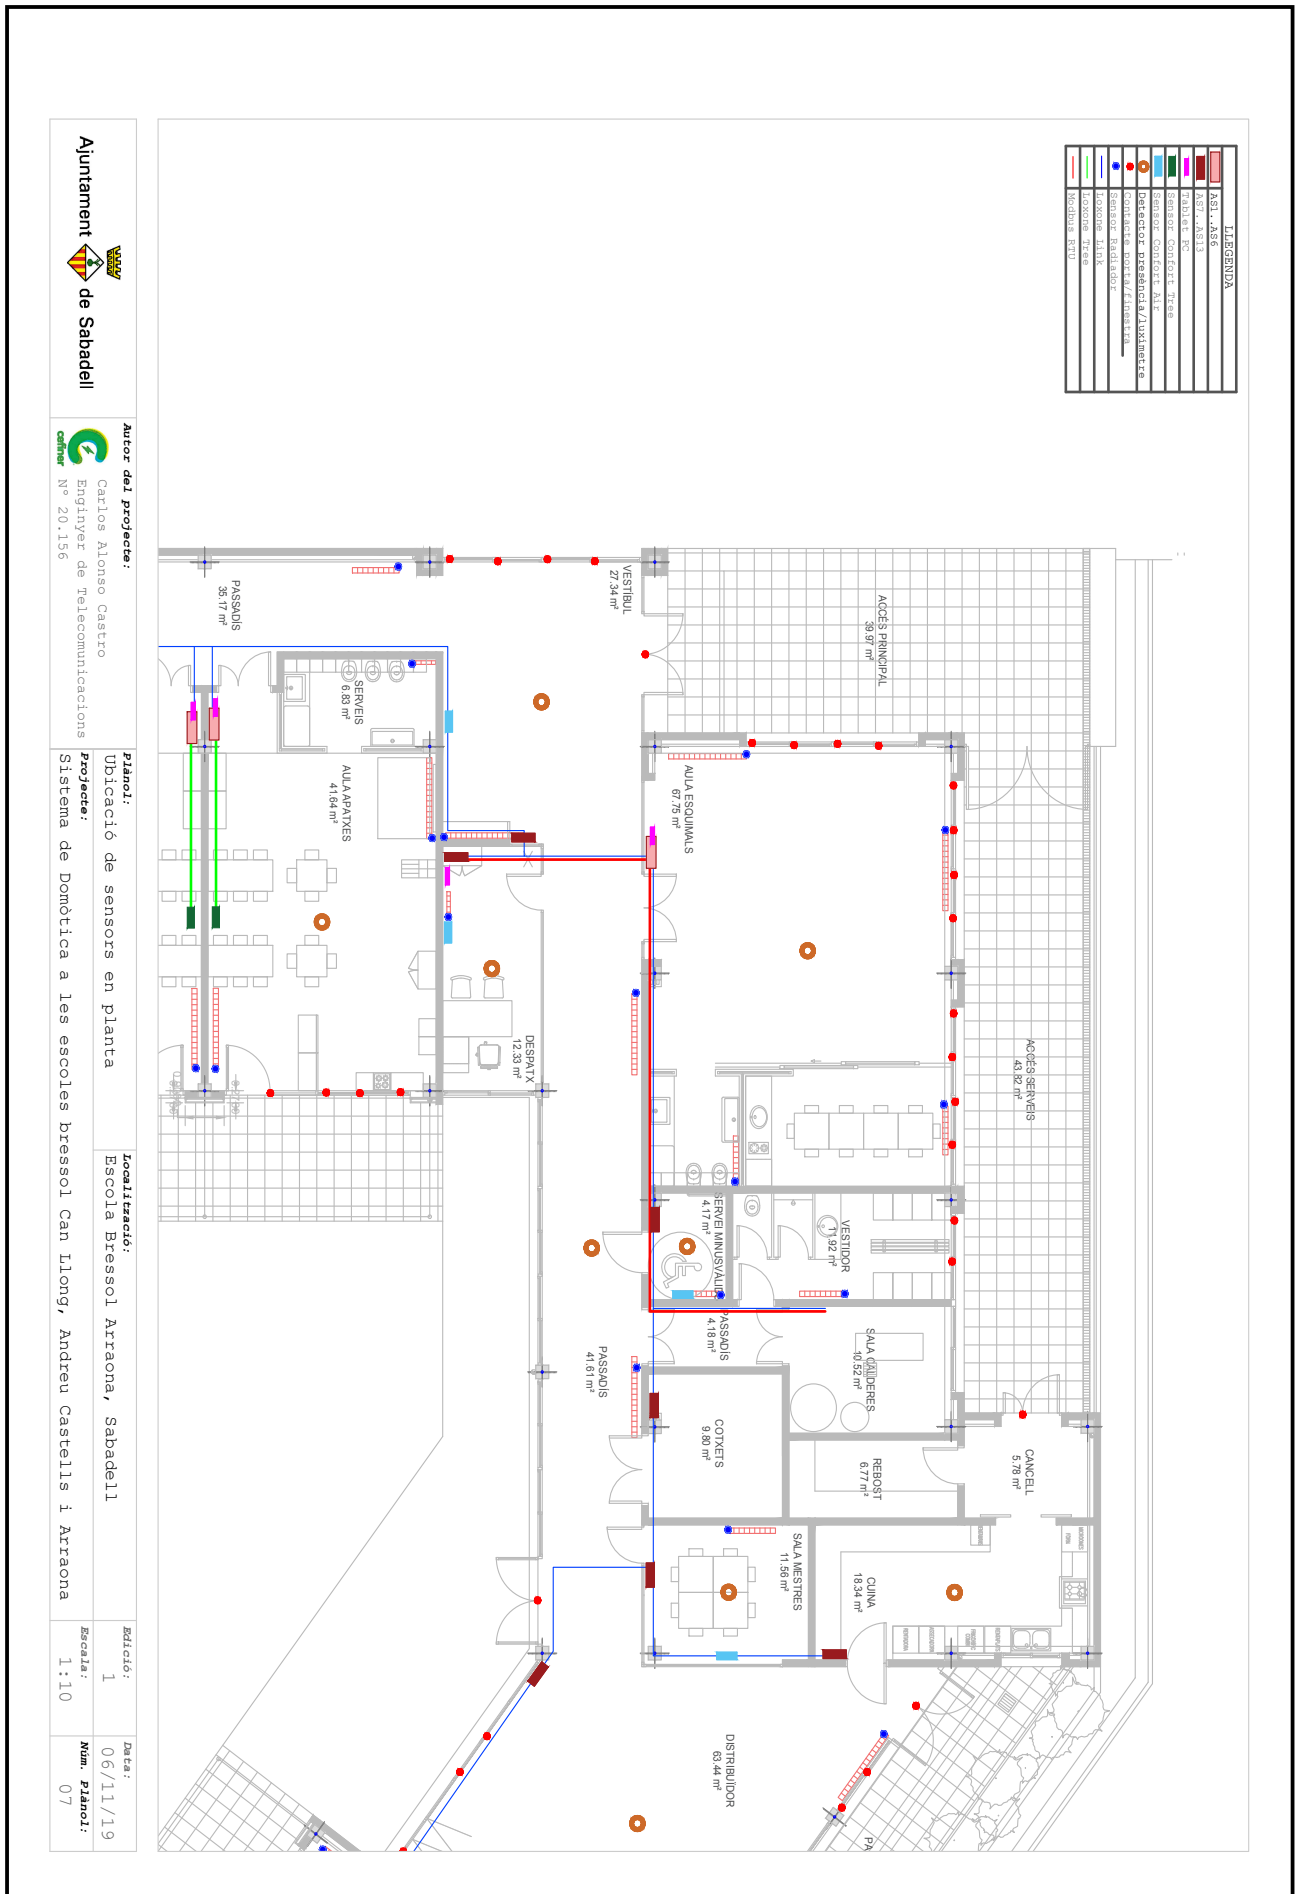 LLEGENDA
AS1..AS6
AS7..AS13
Tablet PC
Sensor Confort Tree
Sensor Confort Air
Detector presència/luxímetre
Contacte porta/finestra
Sensor Radiador
Loxone Link
Loxone Tree
Modbus RTU
ACCÉS PRINCIPAL
39.97 m²
ACCÉS SERVEIS
43.82 m²
VESTÍBUL
27.34 m²
PASSADÍS
35.17 m²
SERVEIS
6.83 m²
AULA APATXES
41.64 m²
AULA ESQUIMALS
67.75 m²
DESPATX
12.33 m²
SERVEI MINUSVÀLID
4.17 m²
VESTIDOR
11.92 m²
PASSADÍS
4.18 m²
SALA CALDERES
10.52 m²
PASSADÍS
41.61 m²
COTXETS
9.80 m²
REBOST
6.77 m²
CANCELL
5.78 m²
SALA MESTRES
11.56 m²
CUINA
18.34 m²
DISTRIBUÏDOR
63.44 m²
PA
Ajuntament de Sabadell
Autor del projecte:
cefiner
Carlos Alonso Castro
Enginyer de Telecomunicacions
Nº 20.156
Plànol:
Ubicació de sensors en planta
Projecte:
Sistema de Domòtica a les escoles bressol Can Llong, Andreu Castells i Arraona
Localització:
Escola Bressol Arraona, Sabadell
Edició:
1
Escala:
1:10
Data:
06/11/19
Núm. Plànol:
07